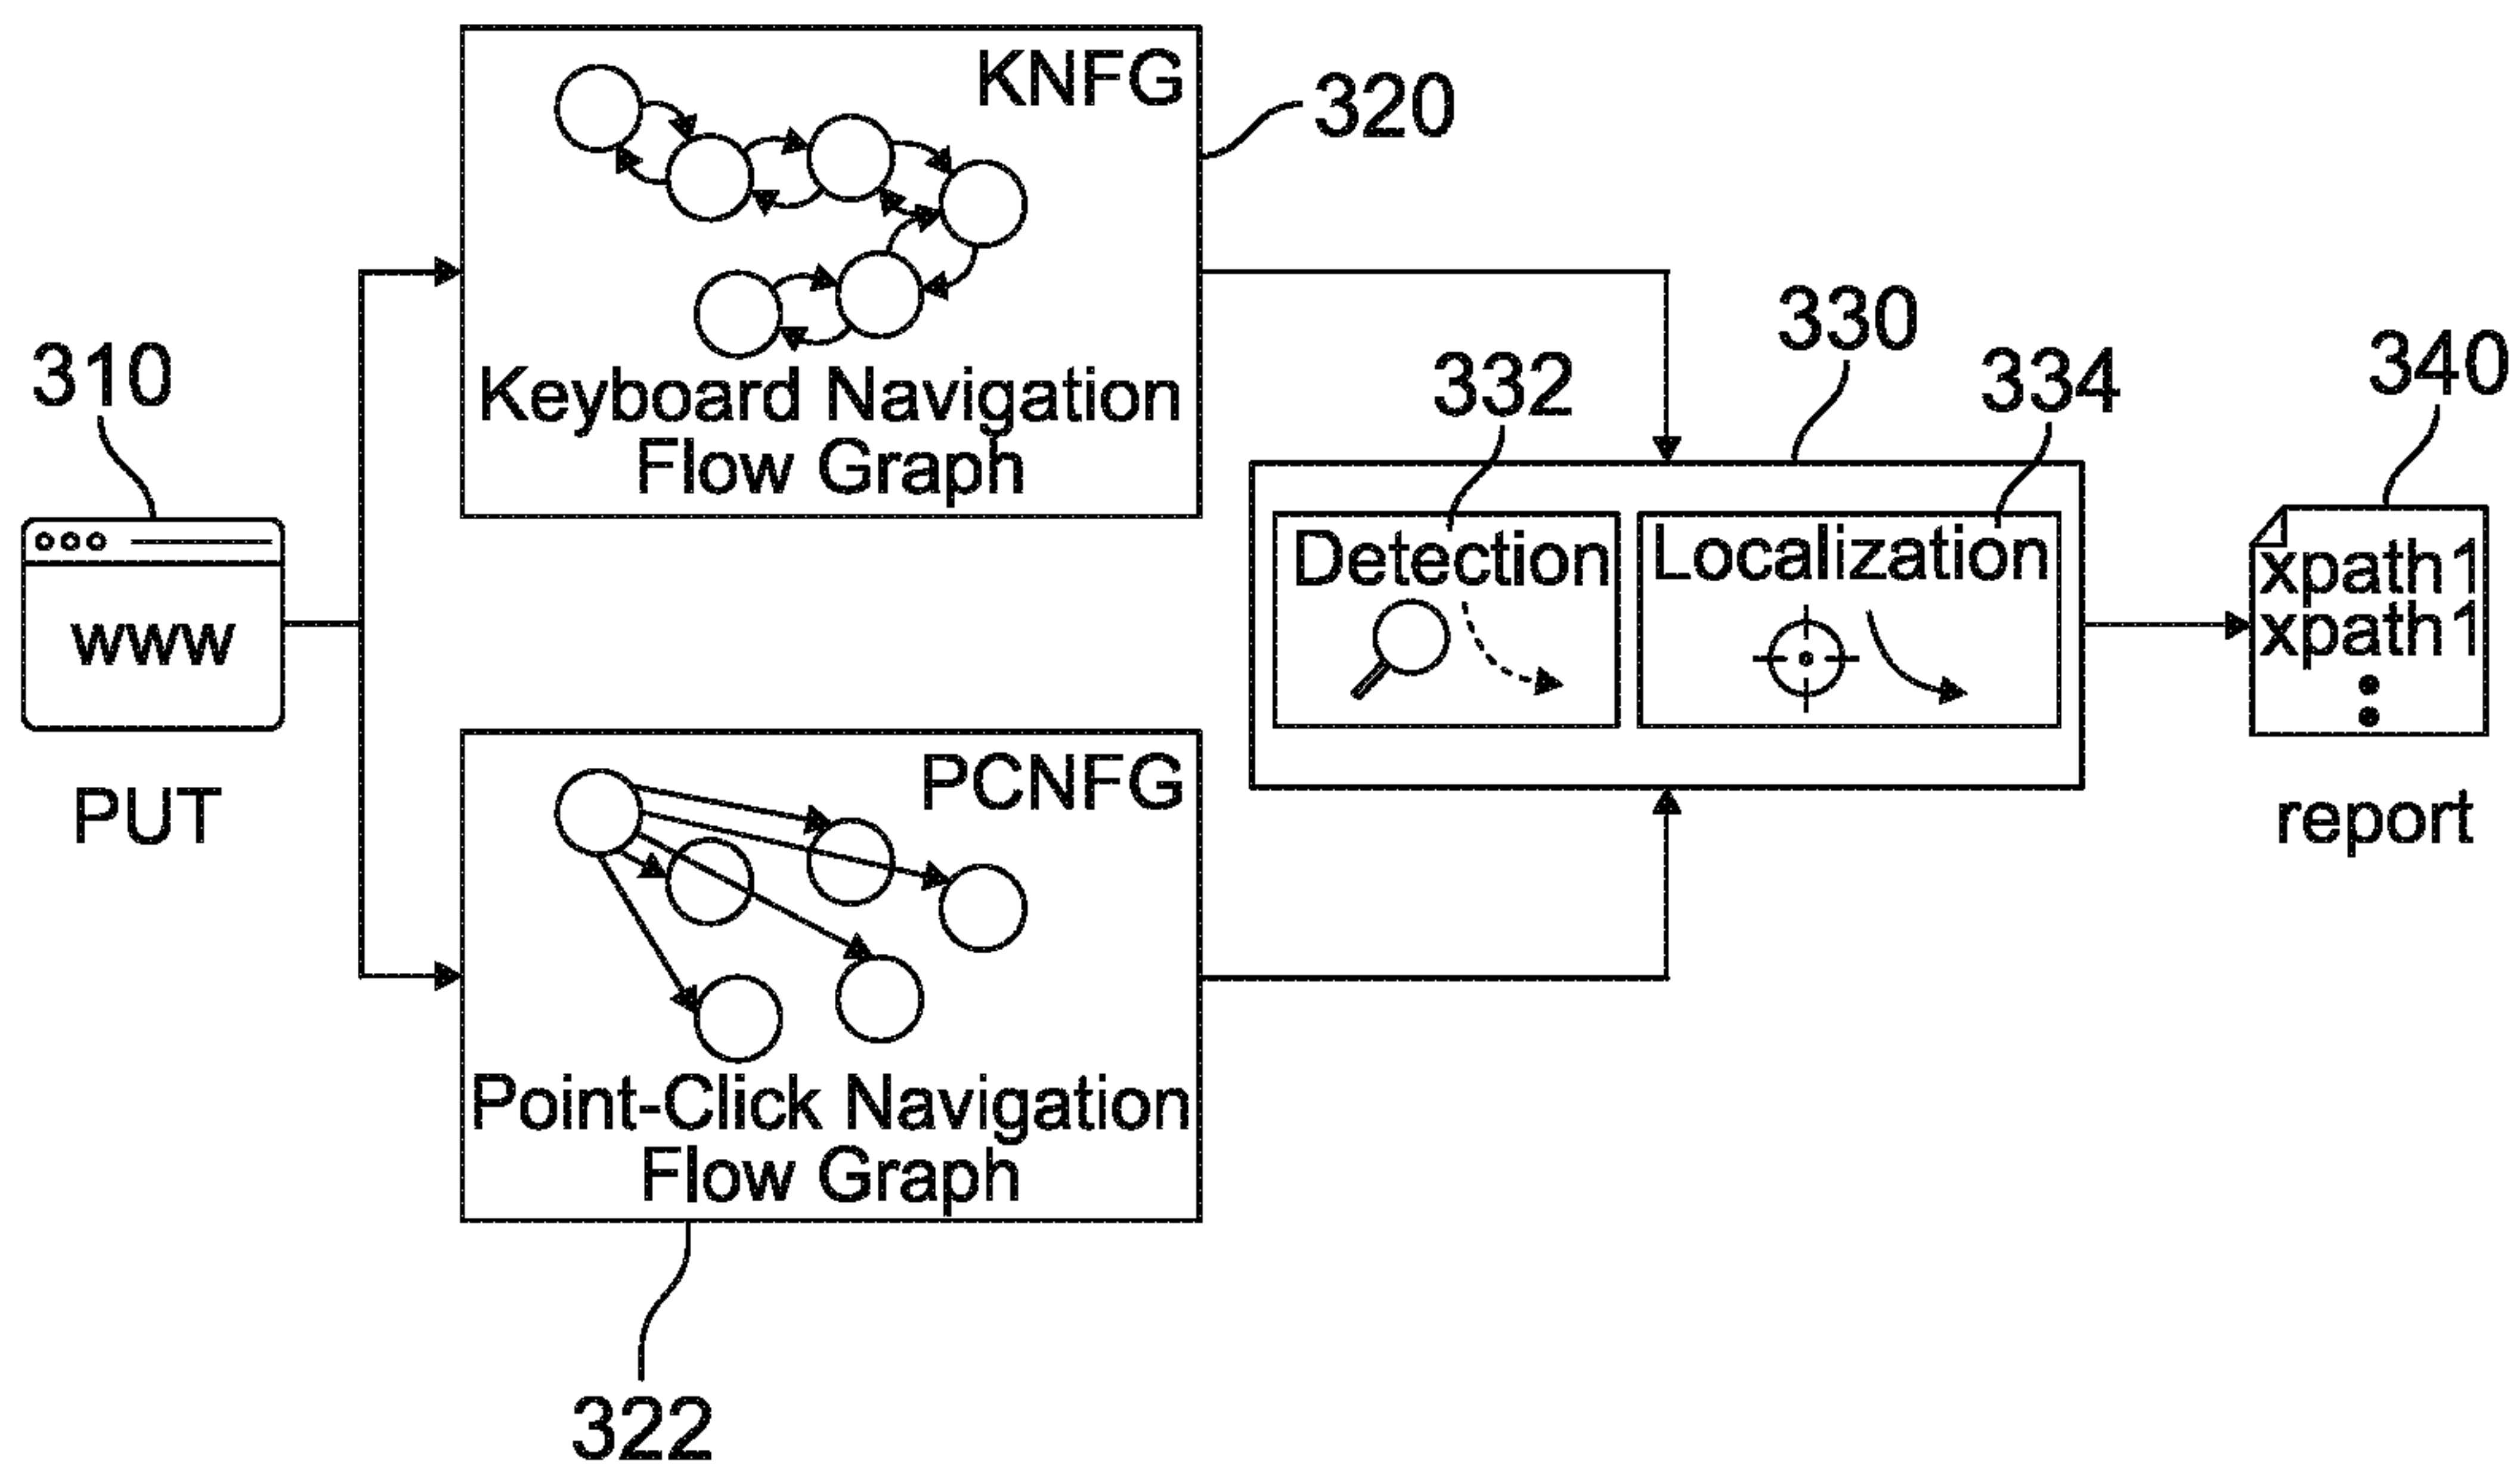 KNFG
320
Keyboard Navigation
Flow Graph
310
www
PUT
330
332
334
Detection
Localization
340
xpath1
xpath1
report
PCNFG
Point-Click Navigation
Flow Graph
322